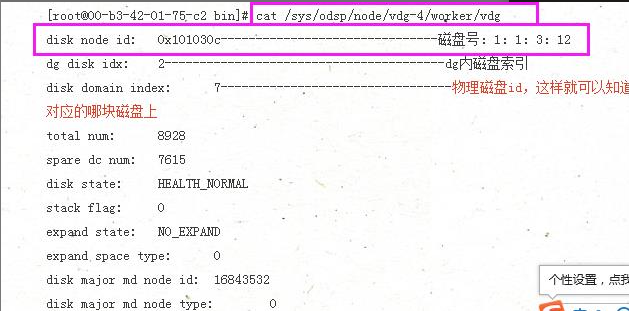 [root@00-b3-42-01-75-c2 bin]# cat /sys/odsp/node/vdg-4/worker/vdg
disk node id: 0x101030c--------------------------------磁盘号：1：1：3：12
dg disk idx: 2----------------------------------------dg内磁盘索引
disk domain index: 7---------------------------------物理磁盘id，这样就可以知道
对应的哪块磁盘上
total num: 8928
spare dc num: 7615
disk state: HEALTH_NORMAL
stack flag: 0
expand state: NO_EXPAND
expand space type: 0
disk major md node id: 16843532
disk major md node type: 0
个性设置，点我